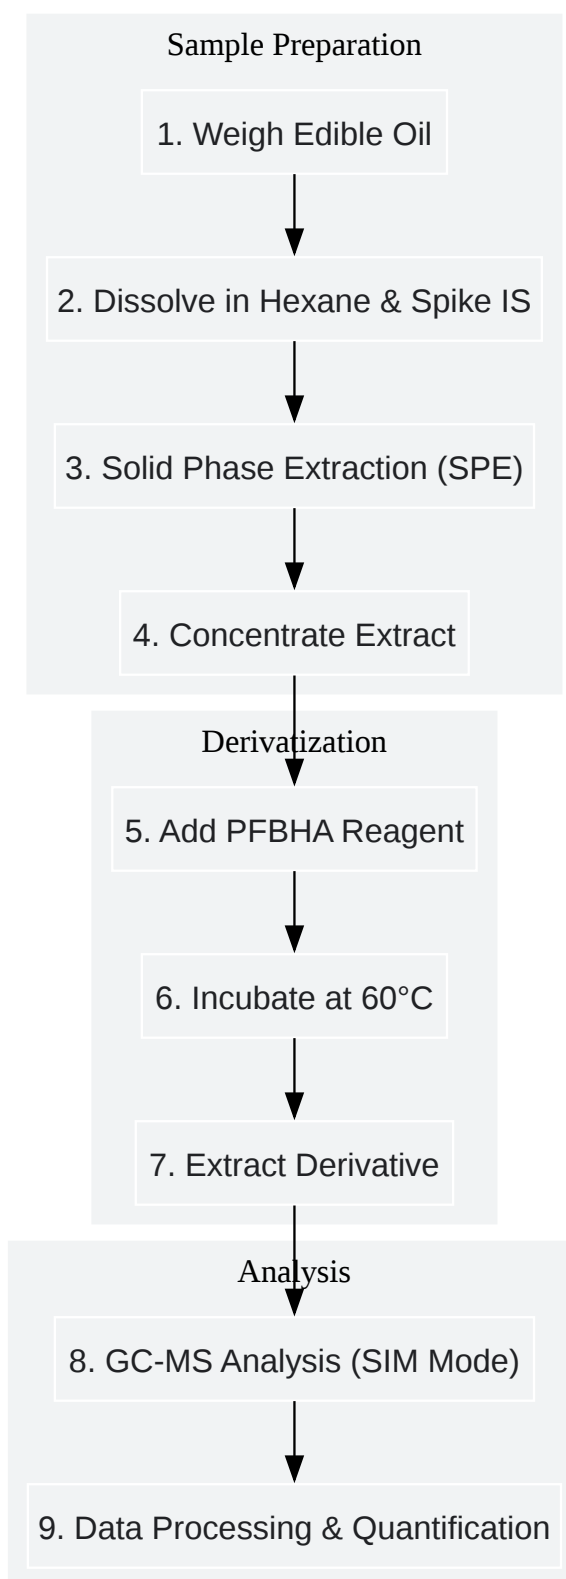 Sample Preparation
1. Weigh Edible Oil
2. Dissolve in Hexane & Spike IS
3. Solid Phase Extraction (SPE)
4. Concentrate Extract
Derivatization
5. Add PFBHA Reagent
6. Incubate at 60°C
7. Extract Derivative
Analysis
8. GC-MS Analysis (SIM Mode)
9. Data Processing & Quantification